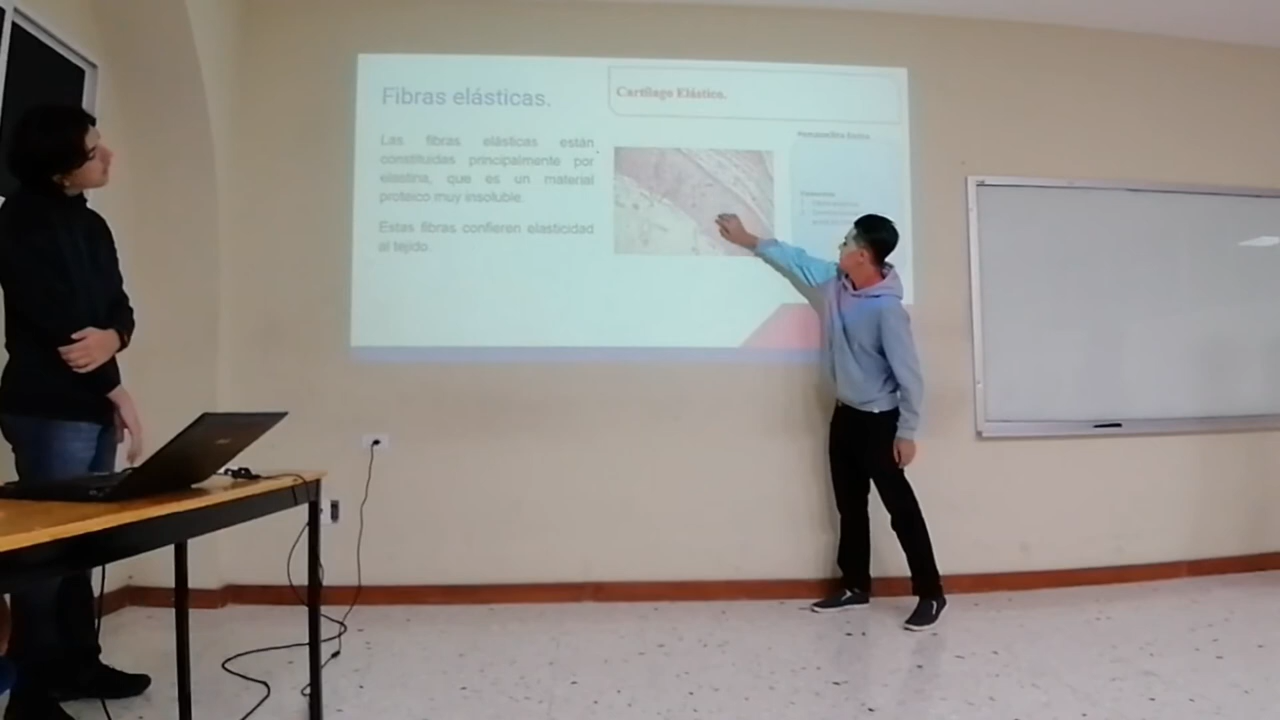 Fibras elásticas.
Las fibras elásticas están
constituidas principalmente por
elastina, que es un material
proteico muy insoluble.
Estas fibras confieren elasticidad
al tejido.
Cartílago Elástico.